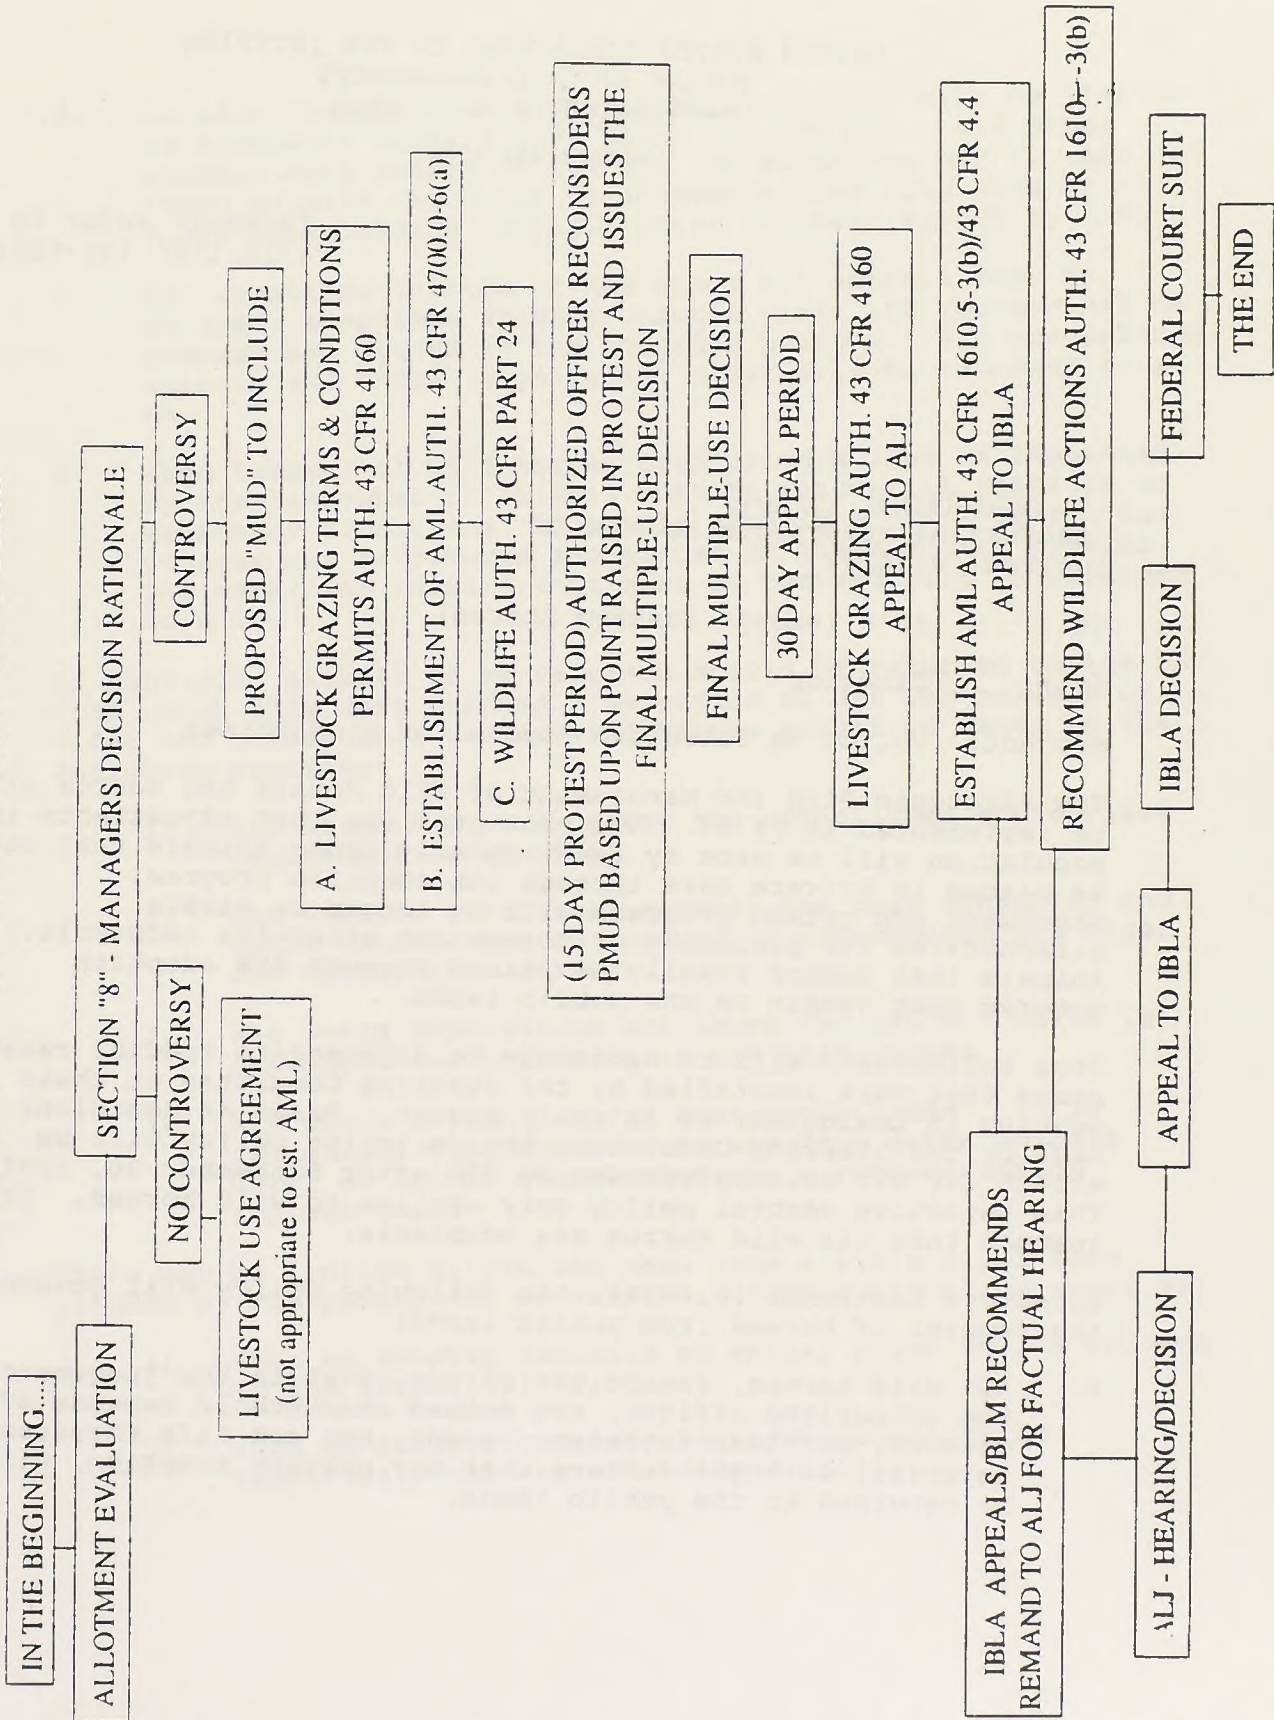 IN THE BEGINNING....
ALLOTMENT EVALUATION
SECTION "8" - MANAGERS DECISION RATIONALE
NO CONTROVERSY
CONTROVERSY
LIVESTOCK USE AGREEMENT
(not appropriate to est. AML)
PROPOSED "MUD" TO INCLUDE
A. LIVESTOCK GRAZING TERMS & CONDITIONS
PERMITS AUTH. 43 CFR 4160
B. ESTABLISHMENT OF AML AUTH. 43 CFR 4700.0-6(a)
C. WILDLIFE AUTH. 43 CFR PART 24
(15 DAY PROTEST PERIOD) AUTHORIZED OFFICER RECONSIDERS
PMUD BASED UPON POINT RAISED IN PROTEST AND ISSUES THE
FINAL MULTIPLE-USE DECISION
FINAL MULTIPLE-USE DECISION
30 DAY APPEAL PERIOD
LIVESTOCK GRAZING AUTH. 43 CFR 4160
APPEAL TO ALJ
ESTABLISH AML AUTH. 43 CFR 1610.5-3(b)/43 CFR 4.4
APPEAL TO IBLA
RECOMMEND WILDLIFE ACTIONS AUTH. 43 CFR 1610. -3(b)
IBLA APPEALS/BLM RECOMMENDS
REMAND TO ALJ FOR FACTUAL HEARING
ALJ - HEARING/DECISION
APPEAL TO IBLA
IBLA DECISION
FEDERAL COURT SUIT
THE END